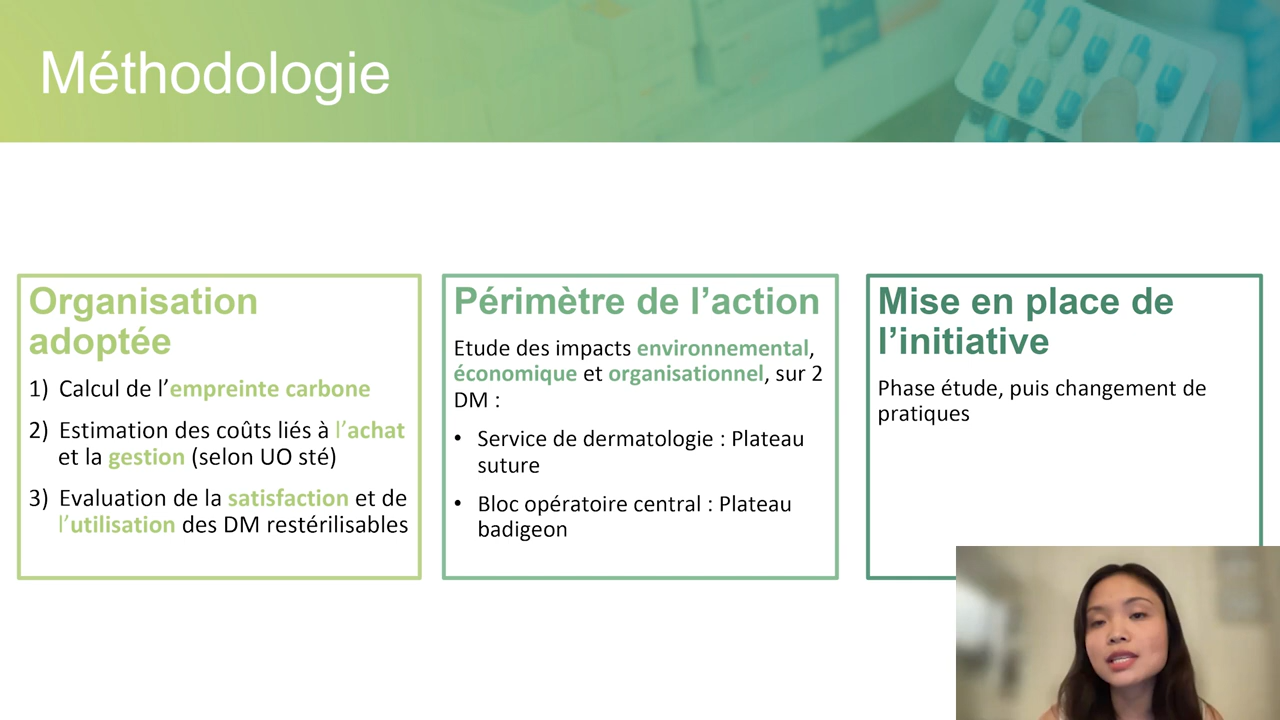 Méthodologie
Organisation
adoptée
1) Calcul de l’empreinte carbone
2) Estimation des coûts liés à l’achat
et la gestion (selon UO sté)
3) Evaluation de la satisfaction et de
l’utilisation des DM restérilisables
Périmètre de l’action
Etude des impacts environnemental,
économique et organisationnel, sur 2
DM :
• Service de dermatologie : Plateau
suture
• Bloc opératoire central : Plateau
badigeon
Mise en place de
l’initiative
Phase étude, puis changement de
pratiques